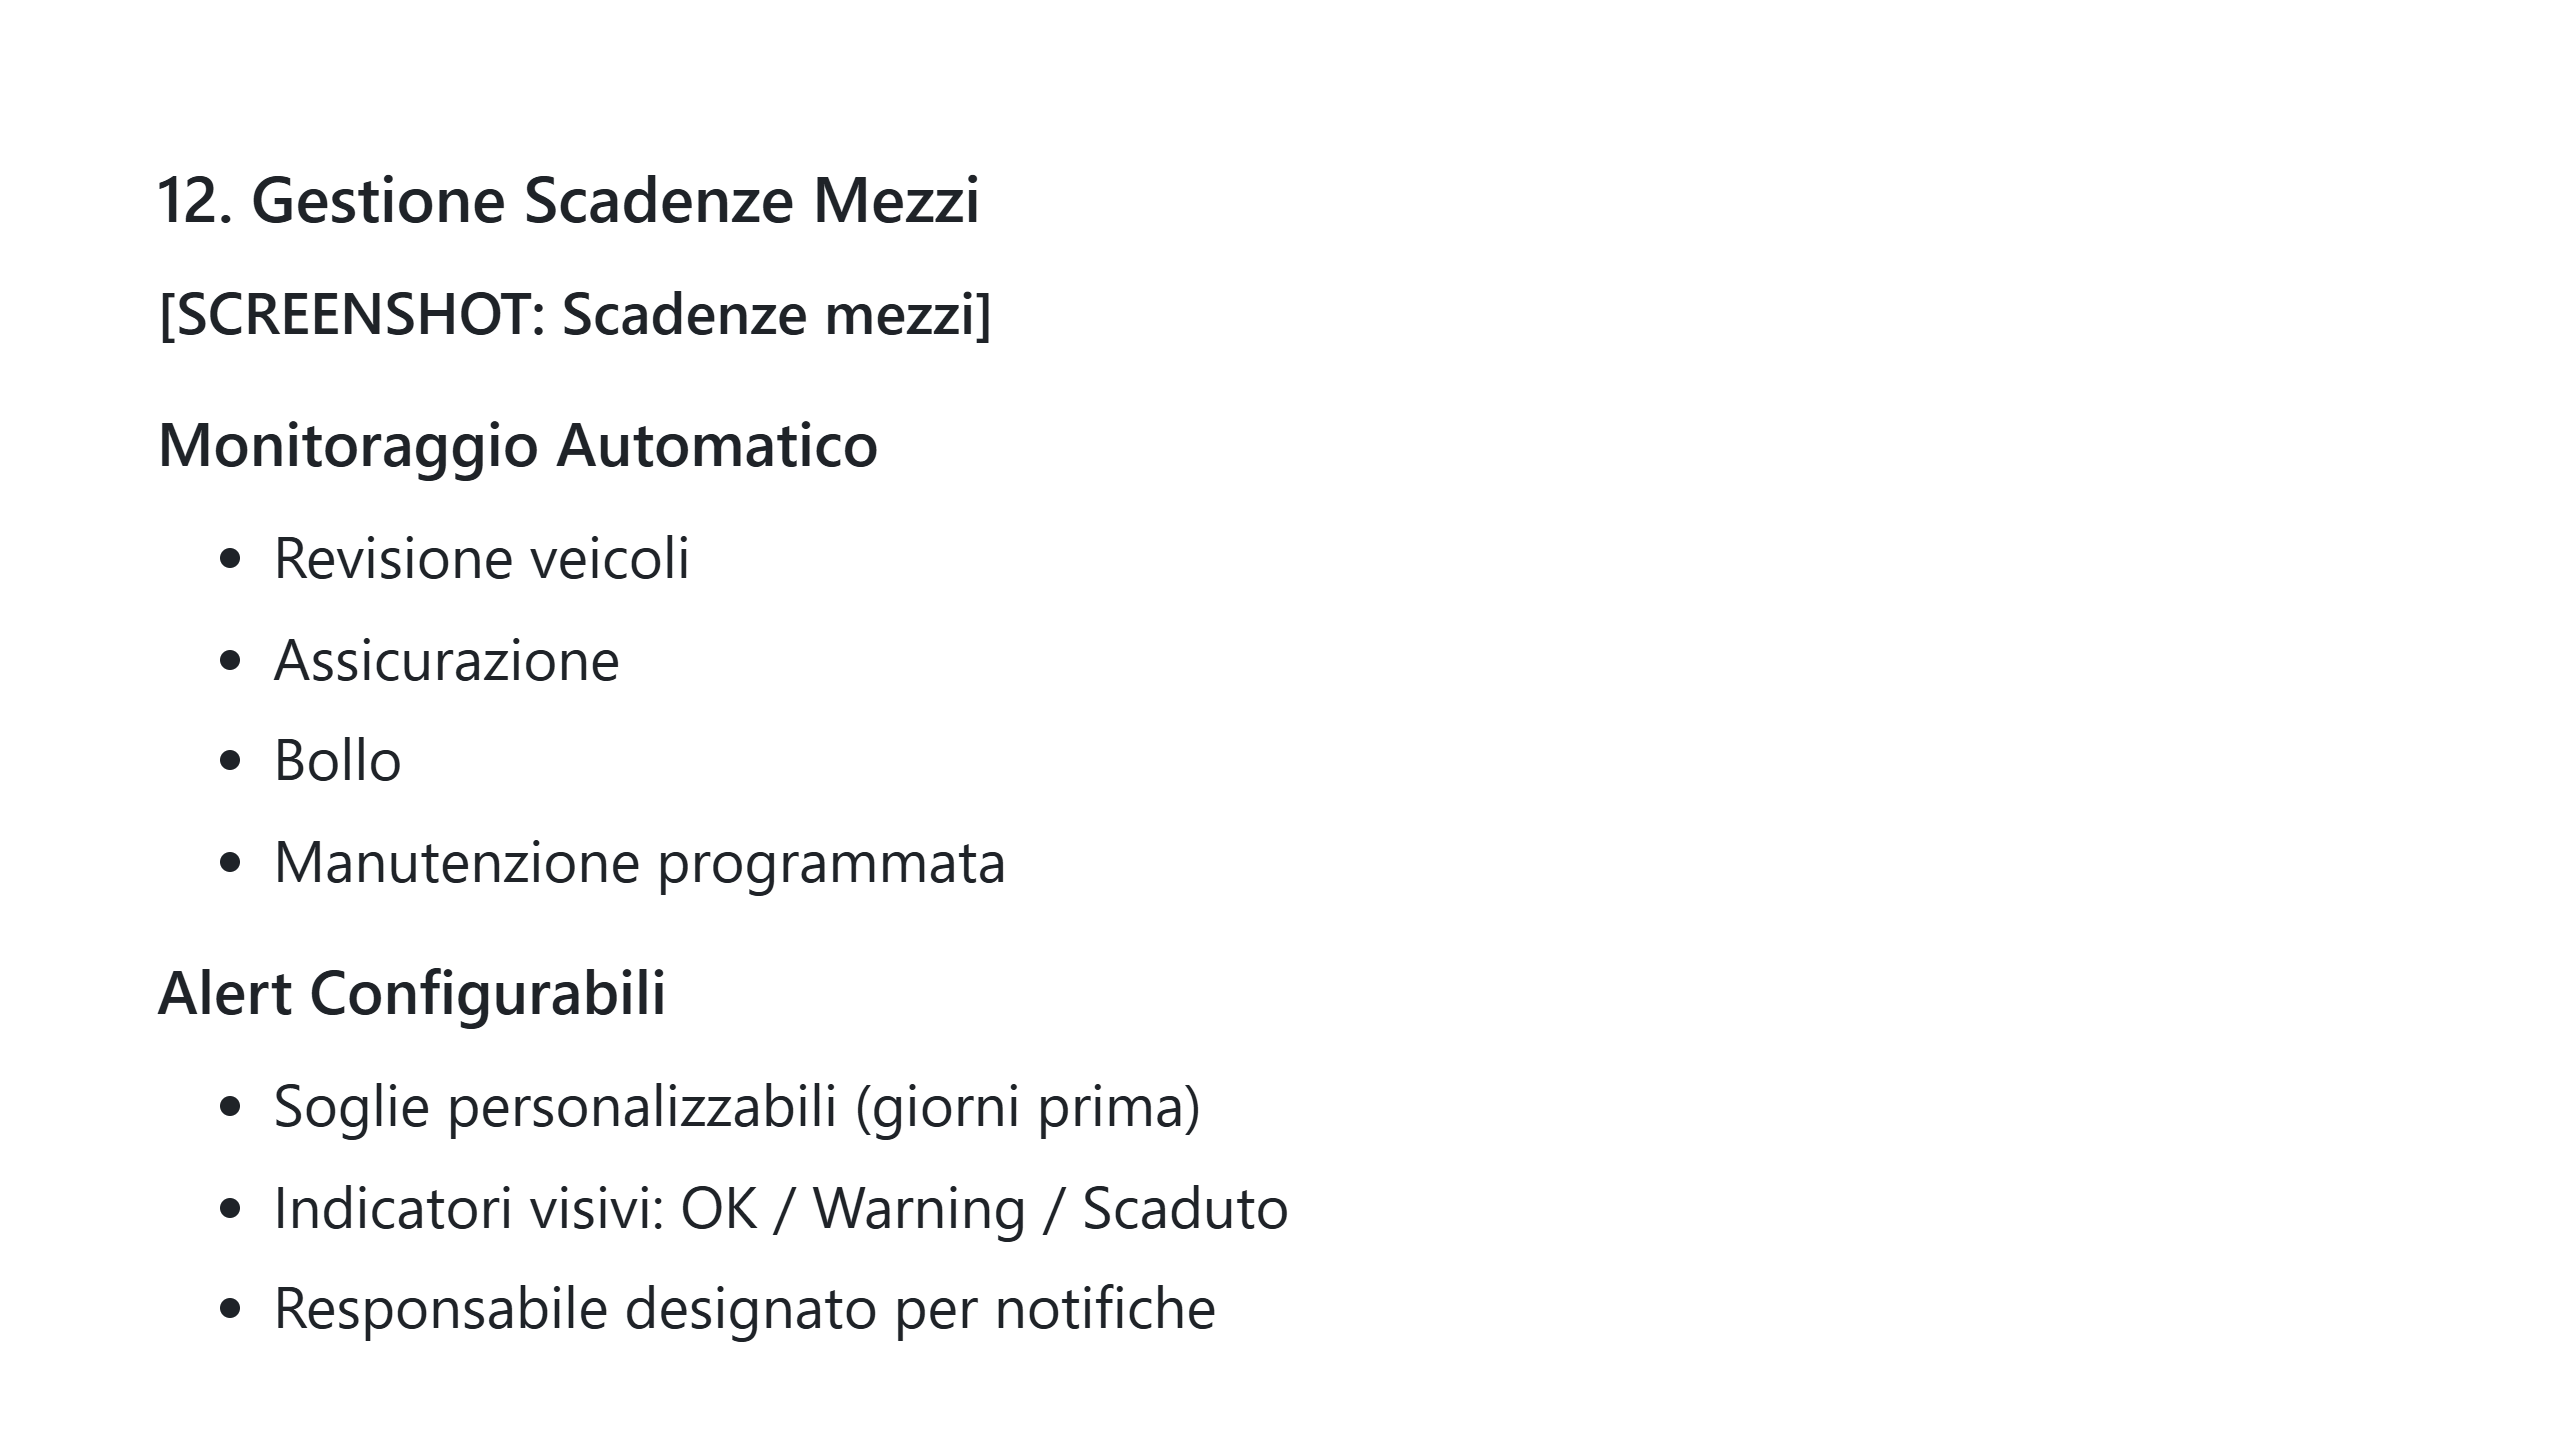 12. Gestione Scadenze Mezzi
[SCREENSHOT: Scadenze mezzi]
Monitoraggio Automatico
• Revisione veicoli
• Assicurazione
• Bollo
• Manutenzione programmata
Alert Configurabili
• Soglie personalizzabili (giorni prima)
• Indicatori visivi: OK / Warning / Scaduto
• Responsabile designato per notifiche